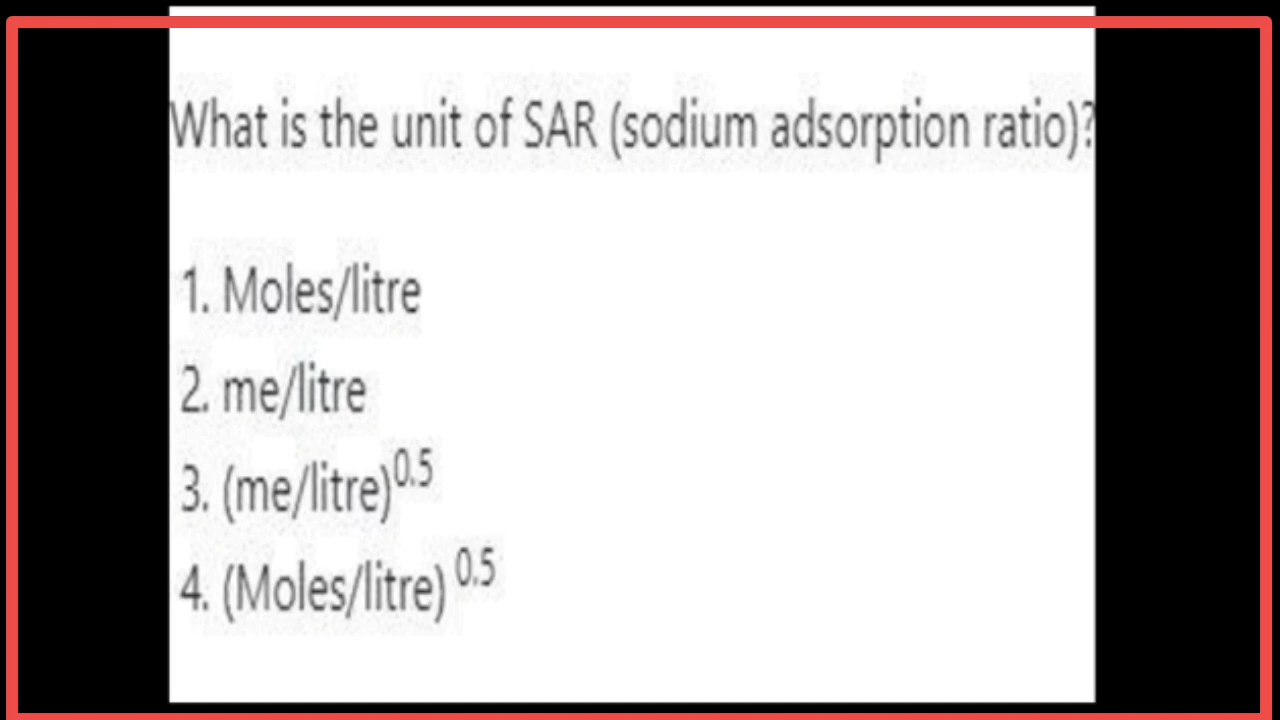 What is the unit of SAR (sodium adsorption ratio)?
1. Moles/litre
2. me/litre
3. (me/litre)^0.5
4. (Moles/litre) ^0.5